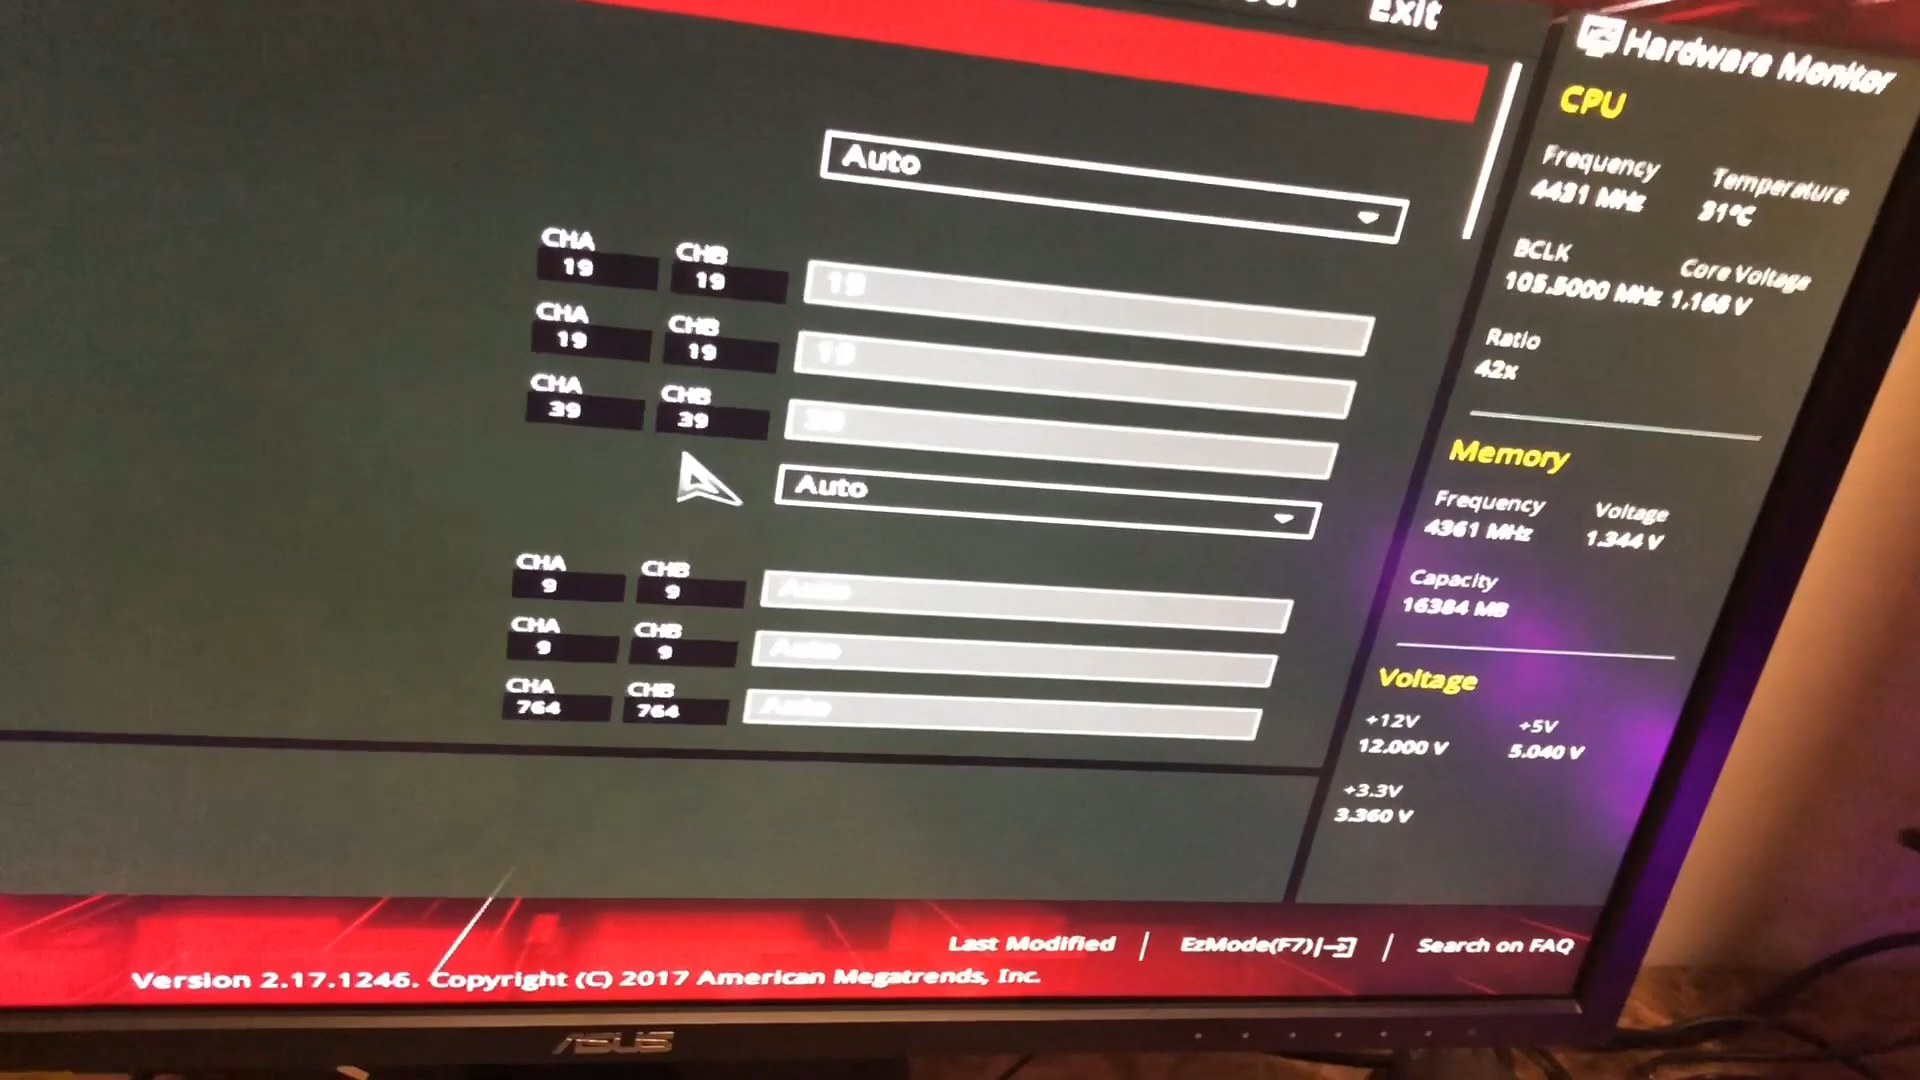 Exit
Hardware Monitor
CPU
Auto
Frequency Temperature
4431 MHz 31°C
CHA CHB
19 19 19
BCLK Core Voltage
105.5000 MHz 1.168 V
CHA CHB
19 19 19
Ratio
42x
CHA CHB
39 39 39
Memory
Auto
Frequency Voltage
4361 MHz 1.344 V
CHA CHB
9 9 Auto
Capacity
16384 MB
CHA CHB
9 9 Auto
Voltage
CHA CHB
764 764 Auto
+12V +5V
12.000 V 5.040 V
+3.3V
3.360 V
Last Modified | EzMode(F7)| | Search on FAQ
Version 2.17.1246. Copyright (C) 2017 American Megatrends, Inc.
ASUS